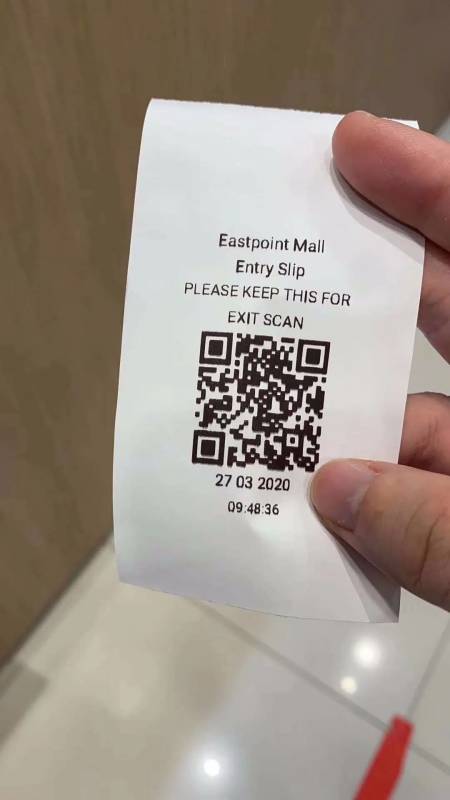 Eastpoint Mall
Entry Slip
PLEASE KEEP THIS FOR
EXIT SCAN
27 03 2020
09:48:36